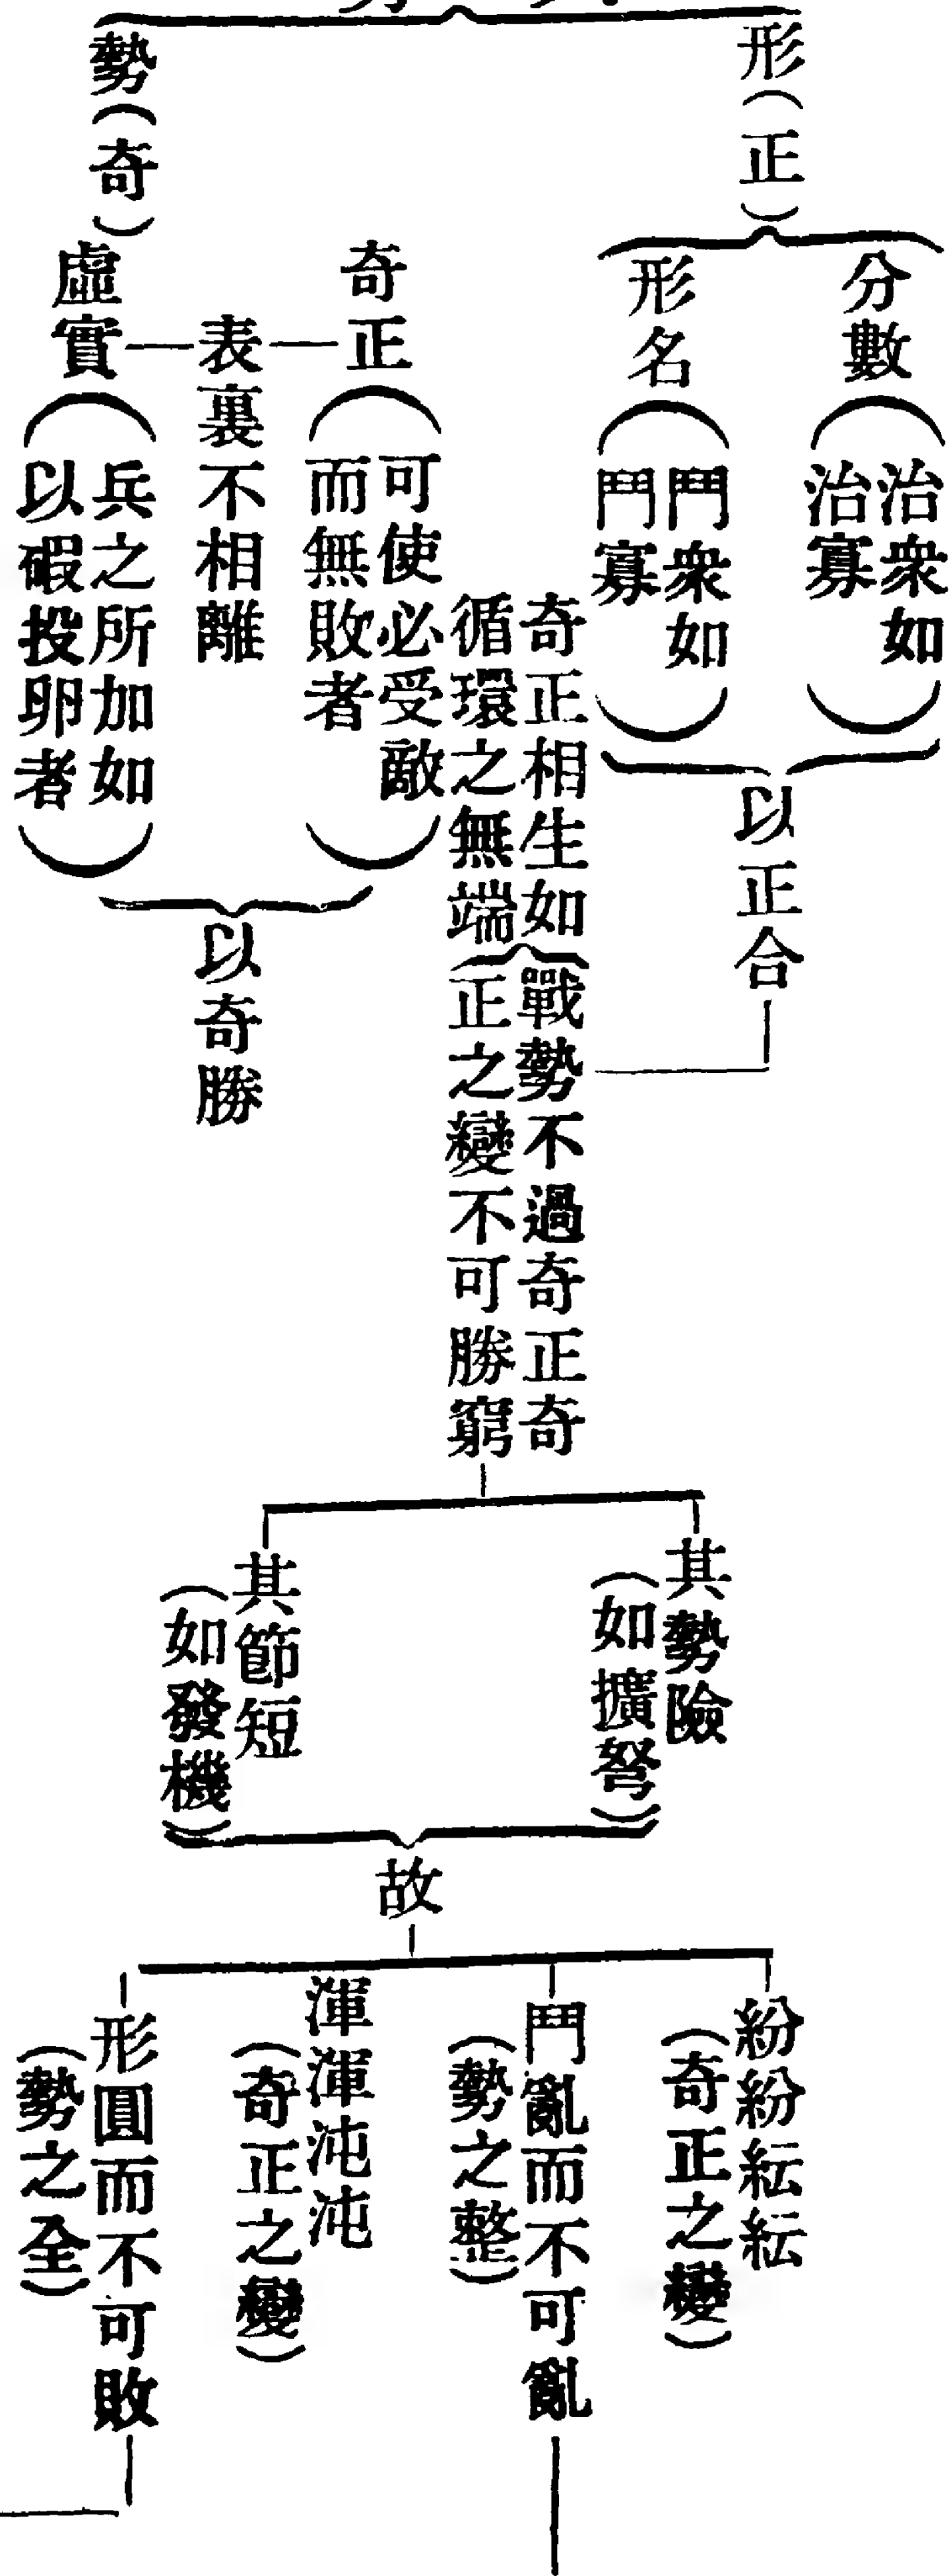 形（正）
分數
（治衆如
治寡）
形名
（鬥衆如
鬥寡）
以正合
勢（奇）
奇正
（可使必受敵
而無敗者）
表裏不相離
虛實
（兵之所加如
以碬投卵者）
以奇勝
奇正相生如
循環之無端
戰勢不過奇正奇
正之變不可勝窮
其勢險
（如擴弩）
其節短
（如發機）
故
紛紛紜紜
（奇正之變）
鬥亂而不可亂
（勢之整）
渾渾沌沌
（奇正之變）
形圓而不可敗
（勢之全）